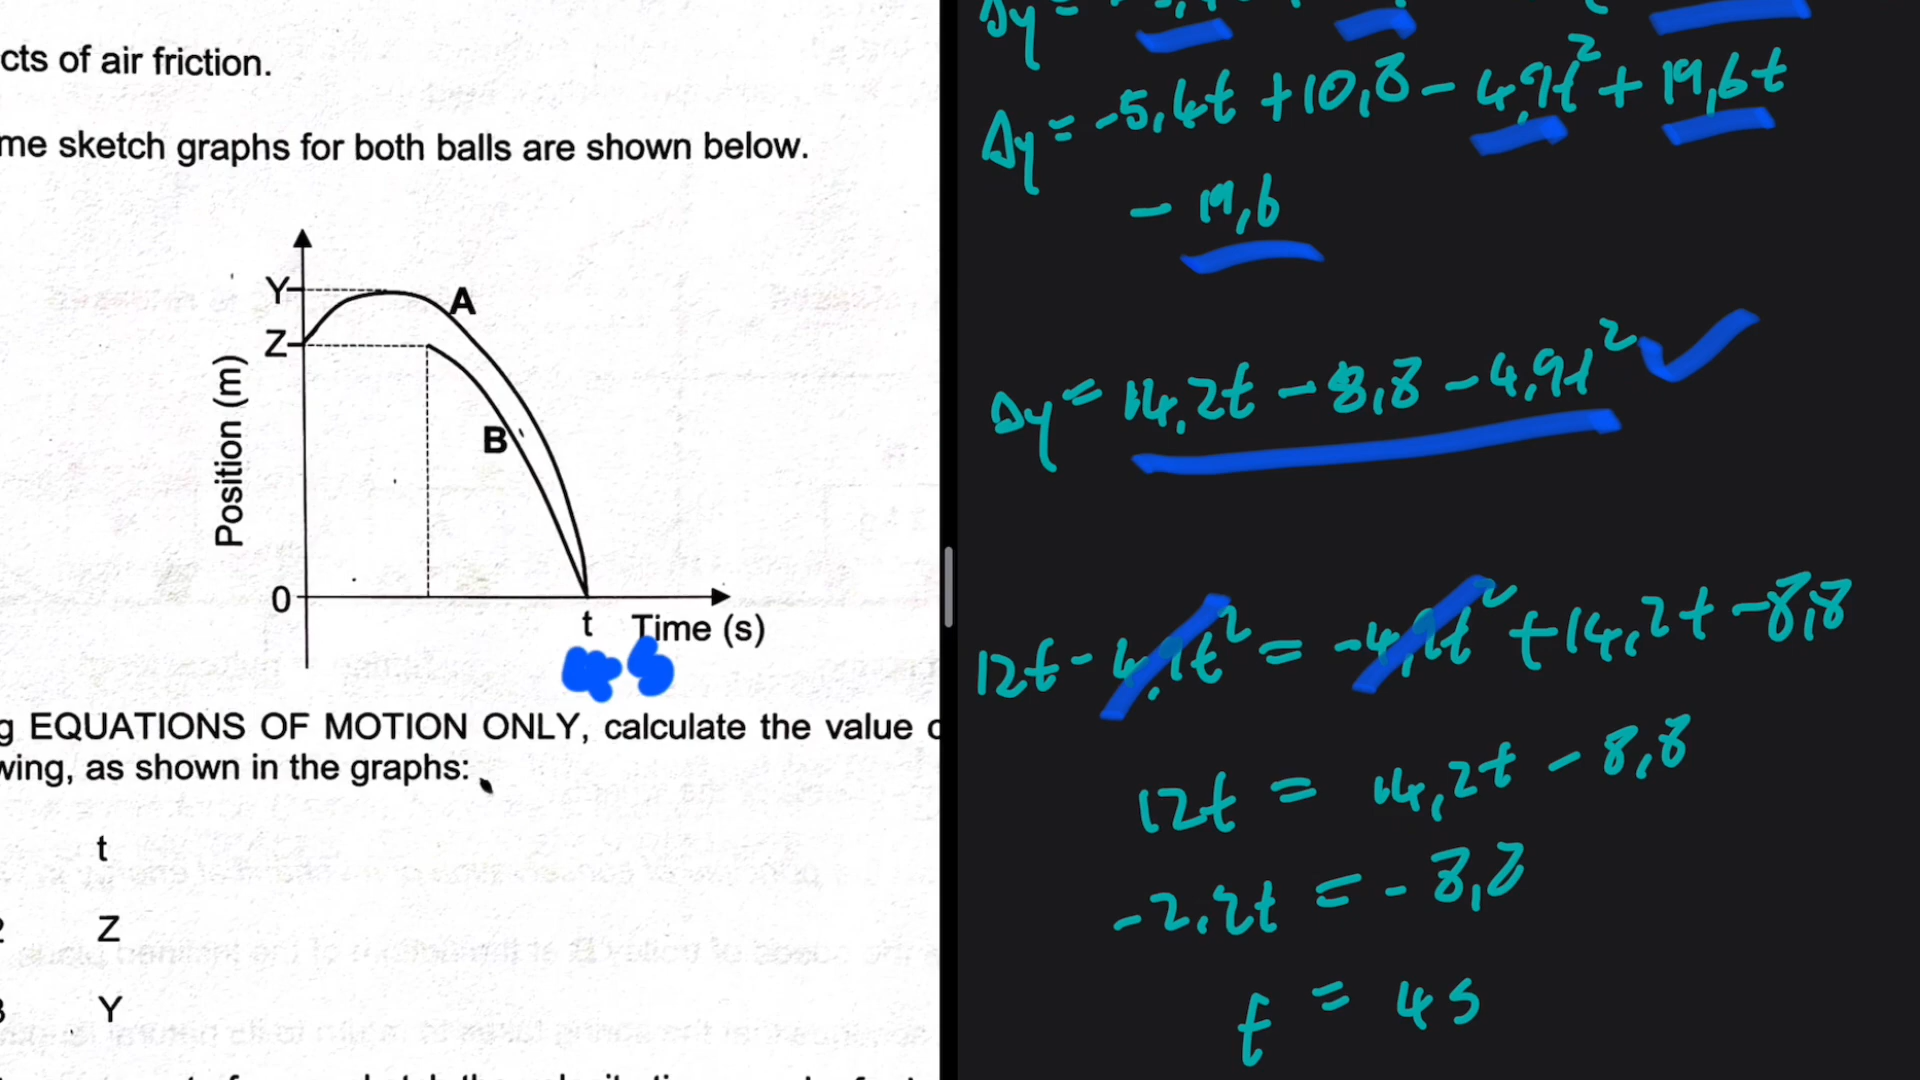 cts of air friction.
me sketch graphs for both balls are shown below.
Y
A
Z
B
Position (m)
0
t Time (s)
4 s
g EQUATIONS OF MOTION ONLY, calculate the value
wing, as shown in the graphs:
t
Z
Y
Δy =
Δy = -5,4t + 10,8 - 4,9t² + 19,6t
- 19,6
Δy = 14,2t - 8,8 - 4,9t²
12t - 4,9t² = -4,9t² + 14,2t - 8,8
12t = 14,2t - 8,8
-2,2t = - 8,8
t = 4s